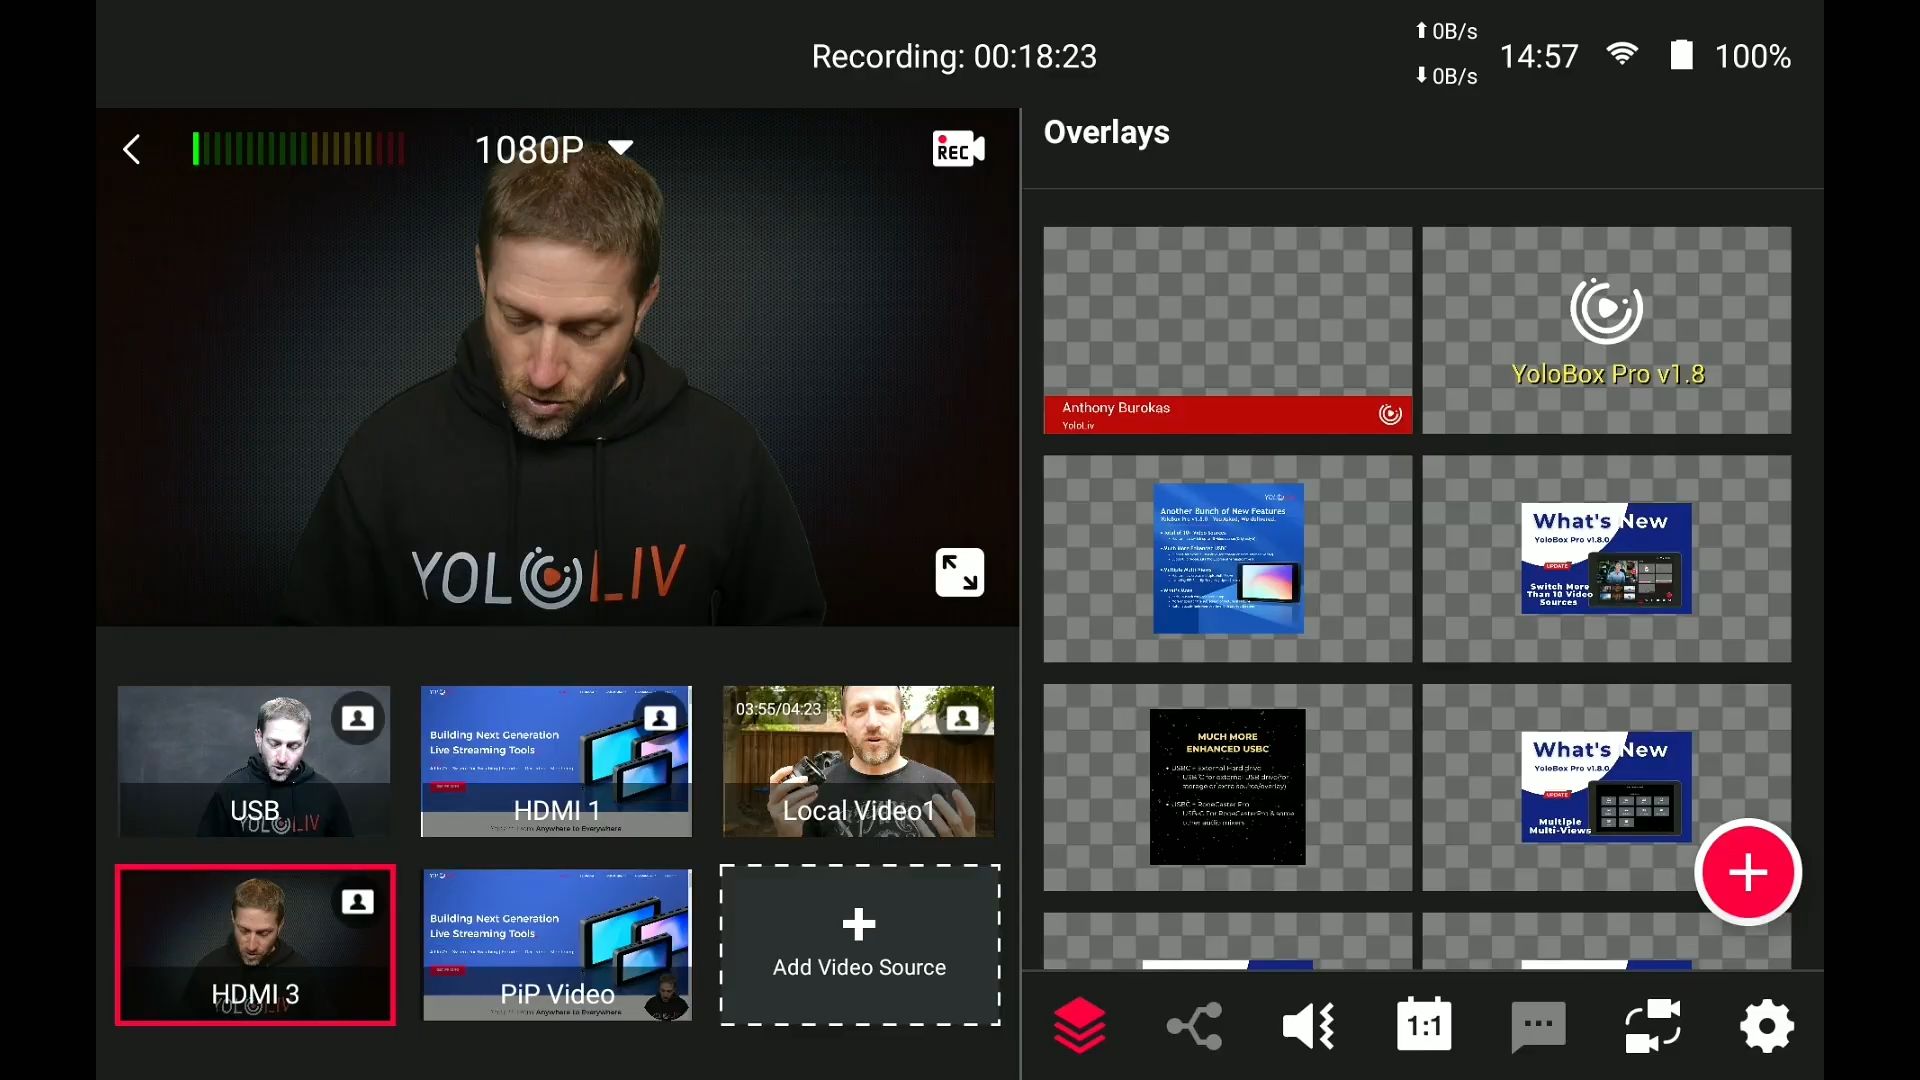 Recording: 00:18:23
0B/s
0B/s
14:57
100%
1080P
REC
Overlays
YOLOLIV
Anthony Burokas
YoloLiv
YoloBox Pro v1.8
Another Bunch of New Features
What's New
YoloBox Pro v1.8.0
UPDATE
Switch More
Than 10 Video
Sources
03:55/04:23
USB
Building Next Generation
Live Streaming Tools
HDMI 1
Local Video1
MUCH MORE
ENHANCED USBC
What's New
YoloBox Pro v1.8.0
UPDATE
Multiple
Multi-Views
HDMI 3
Building Next Generation
Live Streaming Tools
PiP Video
Add Video Source
1:1